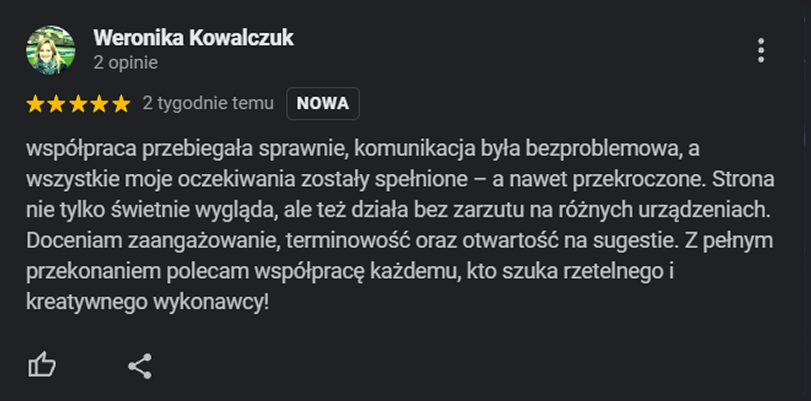 Weronika Kowalczuk
2 opinie
2 tygodnie temu NOWA
współpraca przebiegała sprawnie, komunikacja była bezproblemowa, a
wszystkie moje oczekiwania zostały spełnione – a nawet przekroczone. Strona
nie tylko świetnie wygląda, ale też działa bez zarzutu na różnych urządzeniach.
Doceniam zaangażowanie, terminowość oraz otwartość na sugestie. Z pełnym
przekonaniem polecam współpracę każdemu, kto szuka rzetelnego i
kreatywnego wykonawcy!